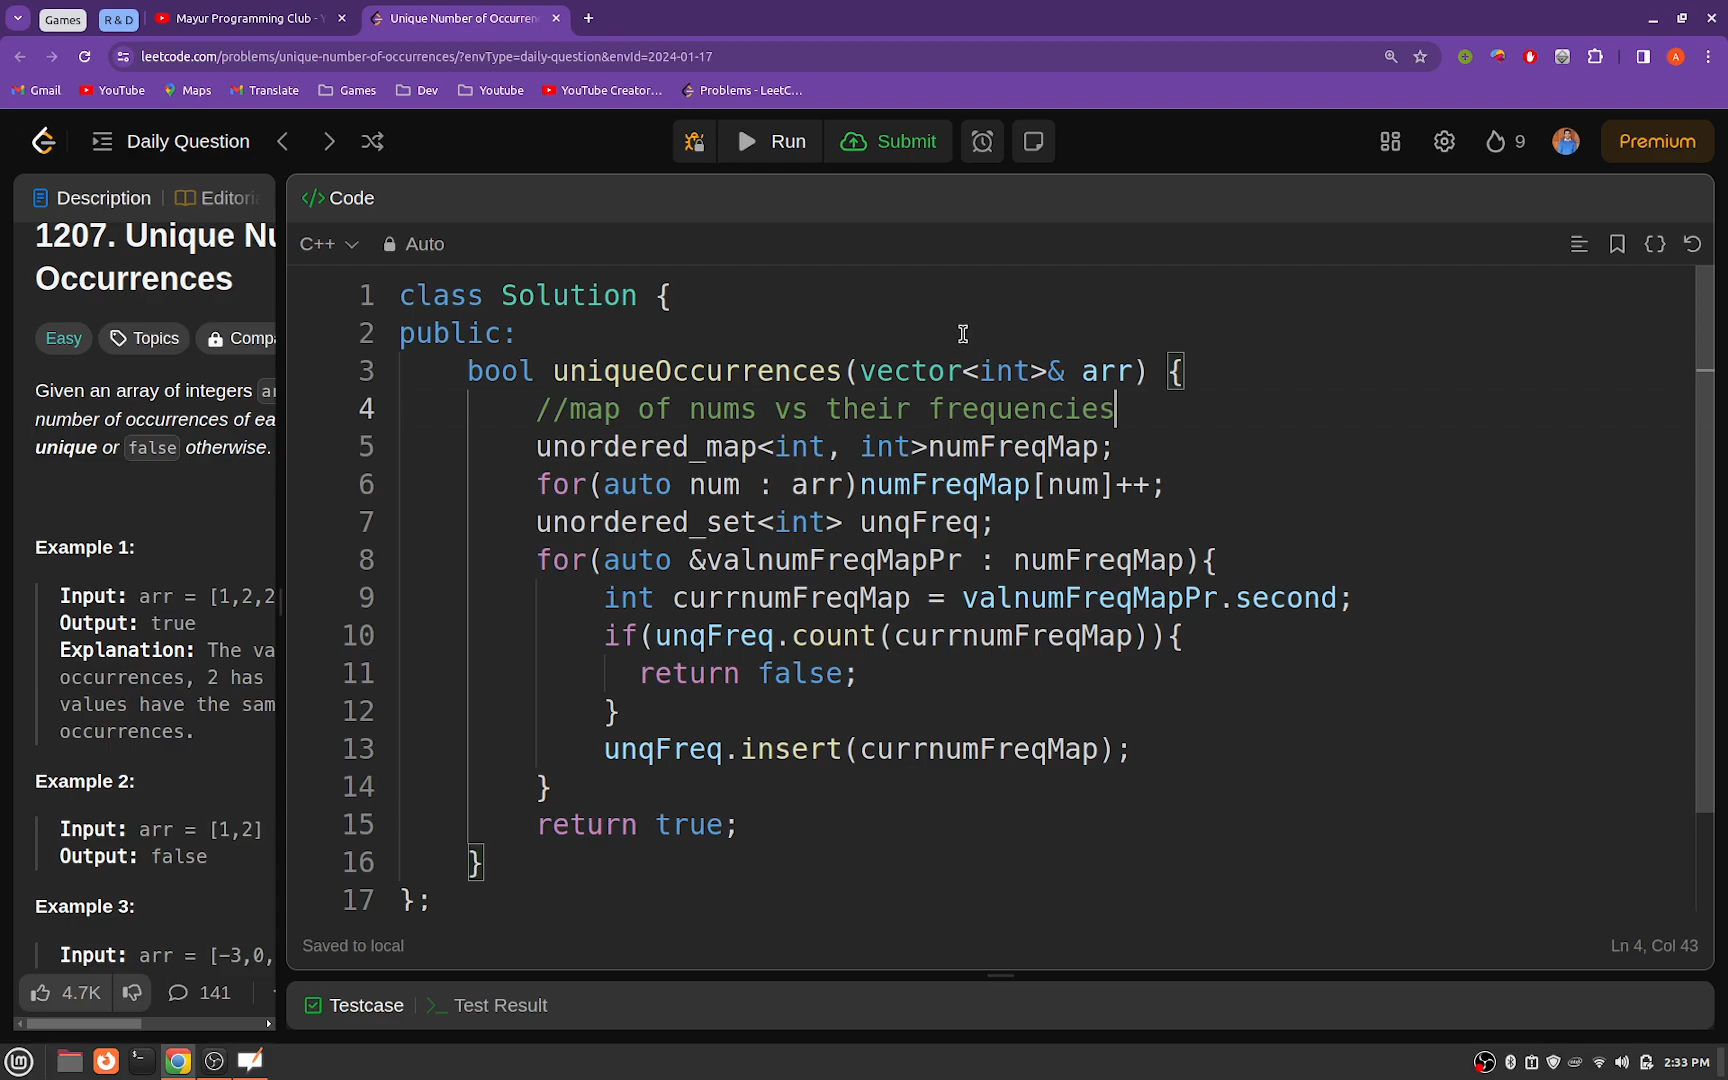 Games
R & D
Mayur Programming Club - Y
Unique Number of Occurren
leetcode.com/problems/unique-number-of-occurrences/?envType=daily-question&envId=2024-01-17
A
Gmail
YouTube
Maps
Translate
Games
Dev
Youtube
YouTube Creator...
Problems - LeetC...
Daily Question
Run
Submit
9
Premium
Description
Editori
</> Code
1207. Unique Nu
Occurrences
Easy
Topics
Compa
Given an array of integers ar
number of occurrences of ea
unique or false otherwise.
Example 1:
Input: arr = [1,2,2
Output: true
Explanation: The va
occurrences, 2 has
values have the sam
occurrences.
Example 2:
Input: arr = [1,2]
Output: false
Example 3:
Input: arr = [-3,0,
4.7K
141
C++
Auto
1 class Solution {
2 public:
3 bool uniqueOccurrences(vector<int>& arr) {
4 //map of nums vs their frequencies
5 unordered_map<int, int>numFreqMap;
6 for(auto num : arr)numFreqMap[num]++;
7 unordered_set<int> unqFreq;
8 for(auto &valnumFreqMapPr : numFreqMap){
9 int currnumFreqMap = valnumFreqMapPr.second;
10 if(unqFreq.count(currnumFreqMap)){
11 return false;
12 }
13 unqFreq.insert(currnumFreqMap);
14 }
15 return true;
16 }
17 };
Saved to local
Ln 4, Col 43
Testcase
Test Result
2:33 PM